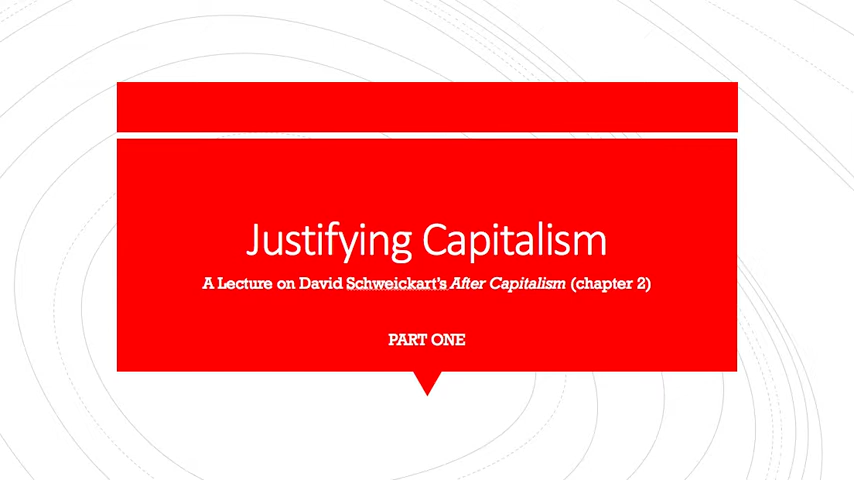 Justifying Capitalism
A Lecture on David Schweickart's After Capitalism (chapter 2)
PART ONE